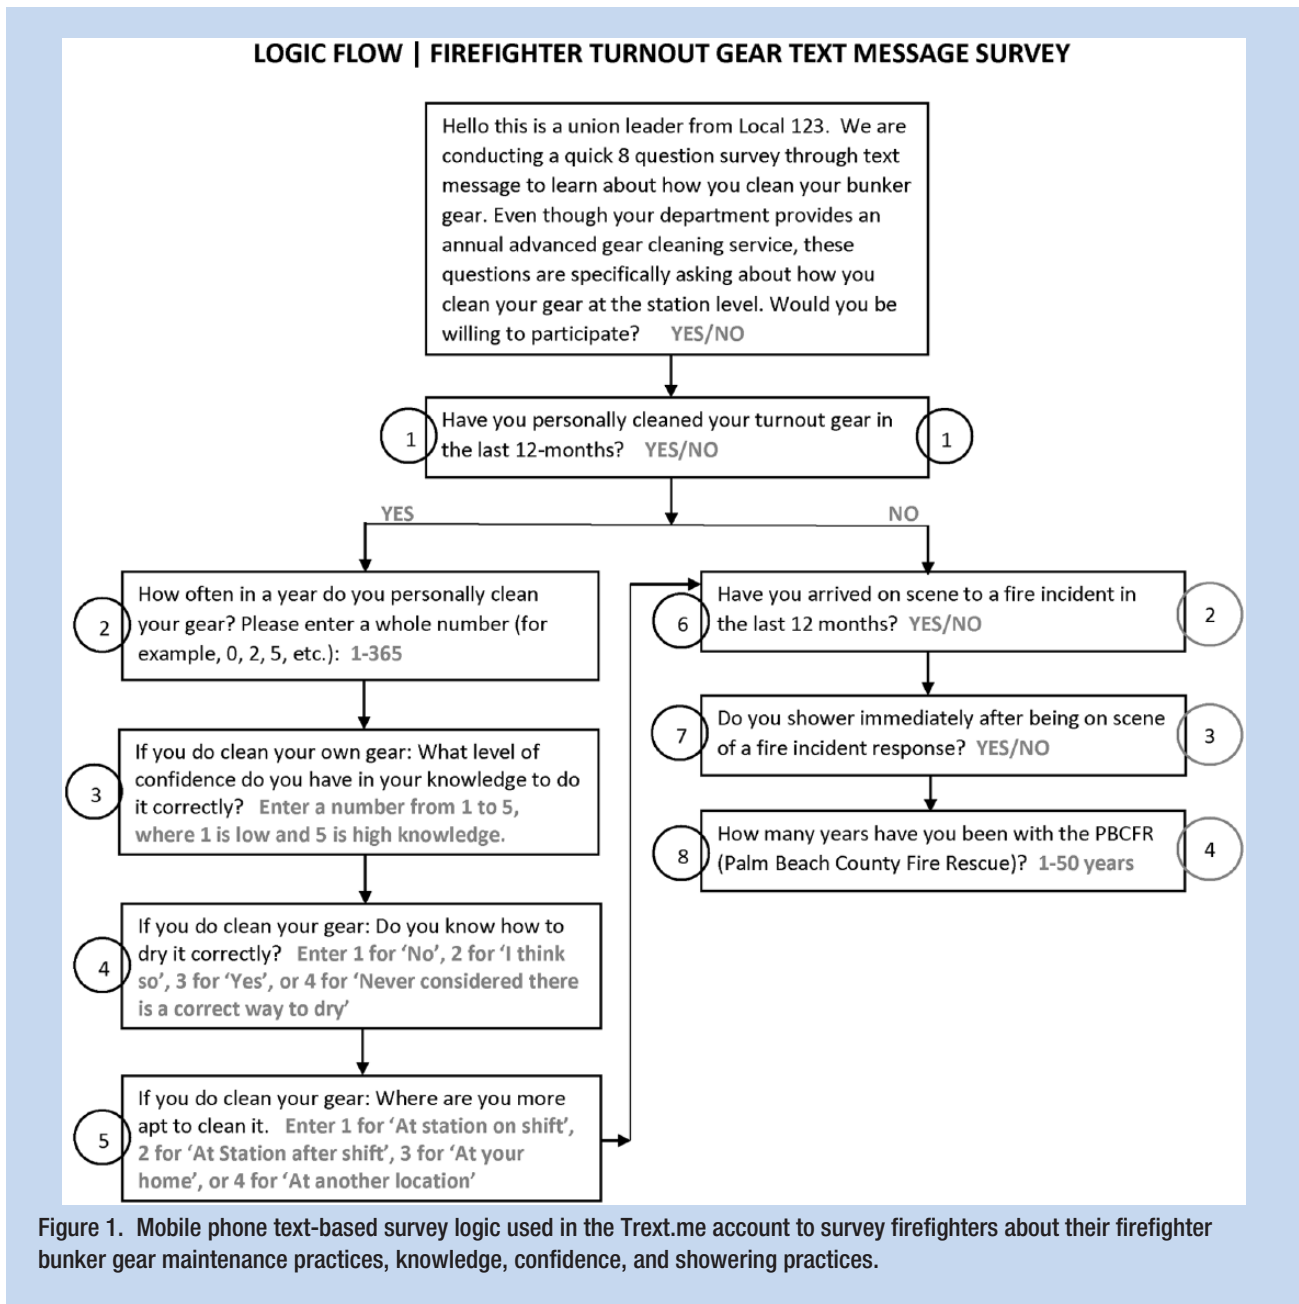 LOGIC FLOW | FIREFIGHTER TURNOUT GEAR TEXT MESSAGE SURVEY
Hello this is a union leader from Local 123. We are
conducting a quick 8 question survey through text
message to learn about how you clean your bunker
gear. Even though your department provides an
annual advanced gear cleaning service, these
questions are specifically asking about how you
clean your gear at the station level. Would you be
willing to participate? YES/NO
1
Have you personally cleaned your turnout gear in
the last 12-months? YES/NO
1
YES
NO
2
How often in a year do you personally clean
your gear? Please enter a whole number (for
example, 0, 2, 5, etc.): 1-365
3
If you do clean your own gear: What level of
confidence do you have in your knowledge to do
it correctly? Enter a number from 1 to 5,
where 1 is low and 5 is high knowledge.
4
If you do clean your gear: Do you know how to
dry it correctly? Enter 1 for ‘No’, 2 for ‘I think
so’, 3 for ‘Yes’, or 4 for ‘Never considered there
is a correct way to dry’
5
If you do clean your gear: Where are you more
apt to clean it. Enter 1 for ‘At station on shift’,
2 for ‘At Station after shift’, 3 for ‘At your
home’, or 4 for ‘At another location’
6
Have you arrived on scene to a fire incident in
the last 12 months? YES/NO
2
7
Do you shower immediately after being on scene
of a fire incident response? YES/NO
3
8
How many years have you been with the PBCFR
(Palm Beach County Fire Rescue)? 1-50 years
4
Figure 1. Mobile phone text-based survey logic used in the Trext.me account to survey firefighters about their firefighter
bunker gear maintenance practices, knowledge, confidence, and showering practices.